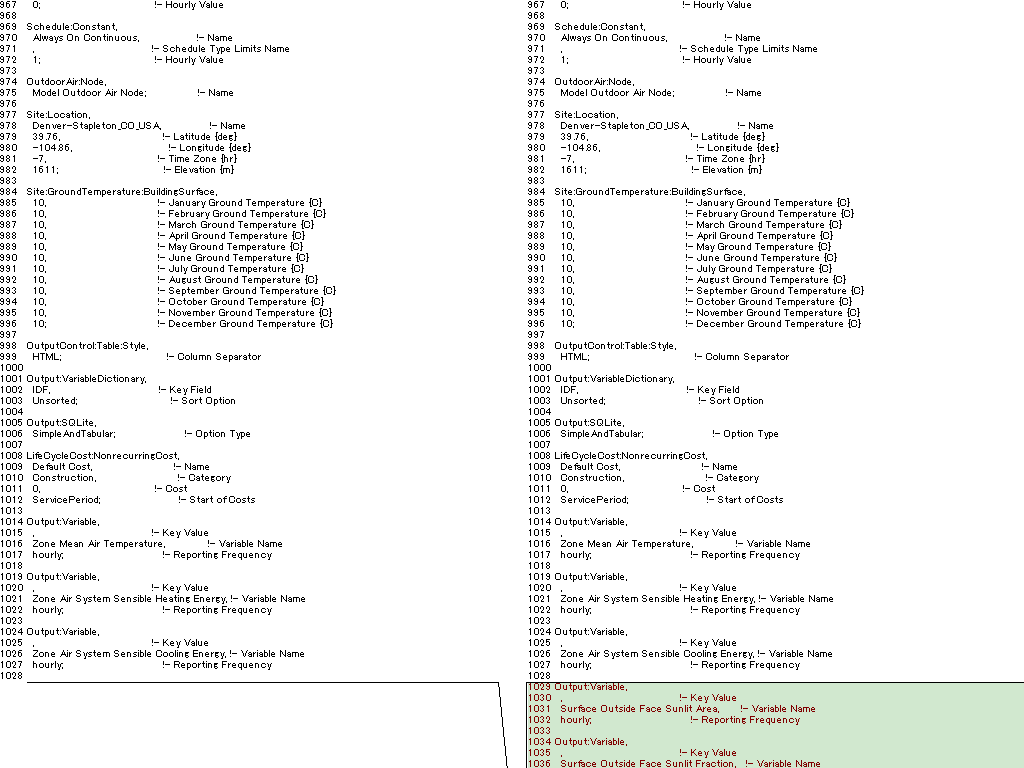 967 0; !- Hourly Value
968
969 Schedule:Constant,
970 Always On Continuous, !- Name
971 , !- Schedule Type Limits Name
972 1; !- Hourly Value
973
974 OutdoorAir:Node,
975 Model Outdoor Air Node; !- Name
976
977 Site:Location,
978 Denver-Stapleton_CO_USA, !- Name
979 39.76, !- Latitude {deg}
980 -104.86, !- Longitude {deg}
981 -7, !- Time Zone {hr}
982 1611; !- Elevation {m}
983
984 Site:GroundTemperature:BuildingSurface,
985 10, !- January Ground Temperature {C}
986 10, !- February Ground Temperature {C}
987 10, !- March Ground Temperature {C}
988 10, !- April Ground Temperature {C}
989 10, !- May Ground Temperature {C}
990 10, !- June Ground Temperature {C}
991 10, !- July Ground Temperature {C}
992 10, !- August Ground Temperature {C}
993 10, !- September Ground Temperature {C}
994 10, !- October Ground Temperature {C}
995 10, !- November Ground Temperature {C}
996 10; !- December Ground Temperature {C}
997
998 OutputControl:Table:Style,
999 HTML; !- Column Separator
1000
1001 Output:VariableDictionary,
1002 IDF, !- Key Field
1003 Unsorted; !- Sort Option
1004
1005 Output:SQLite,
1006 SimpleAndTabular; !- Option Type
1007
1008 LifeCycleCost:NonrecurringCost,
1009 Default Cost, !- Name
1010 Construction, !- Category
1011 0, !- Cost
1012 ServicePeriod; !- Start of Costs
1013
1014 Output:Variable,
1015 , !- Key Value
1016 Zone Mean Air Temperature, !- Variable Name
1017 hourly; !- Reporting Frequency
1018
1019 Output:Variable,
1020 , !- Key Value
1021 Zone Air System Sensible Heating Energy, !- Variable Name
1022 hourly; !- Reporting Frequency
1023
1024 Output:Variable,
1025 , !- Key Value
1026 Zone Air System Sensible Cooling Energy, !- Variable Name
1027 hourly; !- Reporting Frequency
1028
967 0; !- Hourly Value
968
969 Schedule:Constant,
970 Always On Continuous, !- Name
971 , !- Schedule Type Limits Name
972 1; !- Hourly Value
973
974 OutdoorAir:Node,
975 Model Outdoor Air Node; !- Name
976
977 Site:Location,
978 Denver-Stapleton_CO_USA, !- Name
979 39.76, !- Latitude {deg}
980 -104.86, !- Longitude {deg}
981 -7, !- Time Zone {hr}
982 1611; !- Elevation {m}
983
984 Site:GroundTemperature:BuildingSurface,
985 10, !- January Ground Temperature {C}
986 10, !- February Ground Temperature {C}
987 10, !- March Ground Temperature {C}
988 10, !- April Ground Temperature {C}
989 10, !- May Ground Temperature {C}
990 10, !- June Ground Temperature {C}
991 10, !- July Ground Temperature {C}
992 10, !- August Ground Temperature {C}
993 10, !- September Ground Temperature {C}
994 10, !- October Ground Temperature {C}
995 10, !- November Ground Temperature {C}
996 10; !- December Ground Temperature {C}
997
998 OutputControl:Table:Style,
999 HTML; !- Column Separator
1000
1001 Output:VariableDictionary,
1002 IDF, !- Key Field
1003 Unsorted; !- Sort Option
1004
1005 Output:SQLite,
1006 SimpleAndTabular; !- Option Type
1007
1008 LifeCycleCost:NonrecurringCost,
1009 Default Cost, !- Name
1010 Construction, !- Category
1011 0, !- Cost
1012 ServicePeriod; !- Start of Costs
1013
1014 Output:Variable,
1015 , !- Key Value
1016 Zone Mean Air Temperature, !- Variable Name
1017 hourly; !- Reporting Frequency
1018
1019 Output:Variable,
1020 , !- Key Value
1021 Zone Air System Sensible Heating Energy, !- Variable Name
1022 hourly; !- Reporting Frequency
1023
1024 Output:Variable,
1025 , !- Key Value
1026 Zone Air System Sensible Cooling Energy, !- Variable Name
1027 hourly; !- Reporting Frequency
1028
1029 Output:Variable,
1030 , !- Key Value
1031 Surface Outside Face Sunlit Area, !- Variable Name
1032 hourly; !- Reporting Frequency
1033
1034 Output:Variable,
1035 , !- Key Value
1036 Surface Outside Face Sunlit Fraction, !- Variable Name